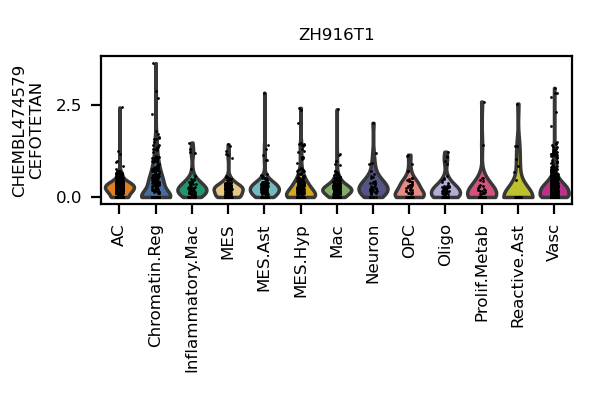 ZH916T1
CHEMBL474579
CEFOTETAN
2.5
0.0
AC
Chromatin.Reg
Inflammatory.Mac
MES
MES.Ast
MES.Hyp
Mac
Neuron
OPC
Oligo
Prolif.Metab
Reactive.Ast
Vasc